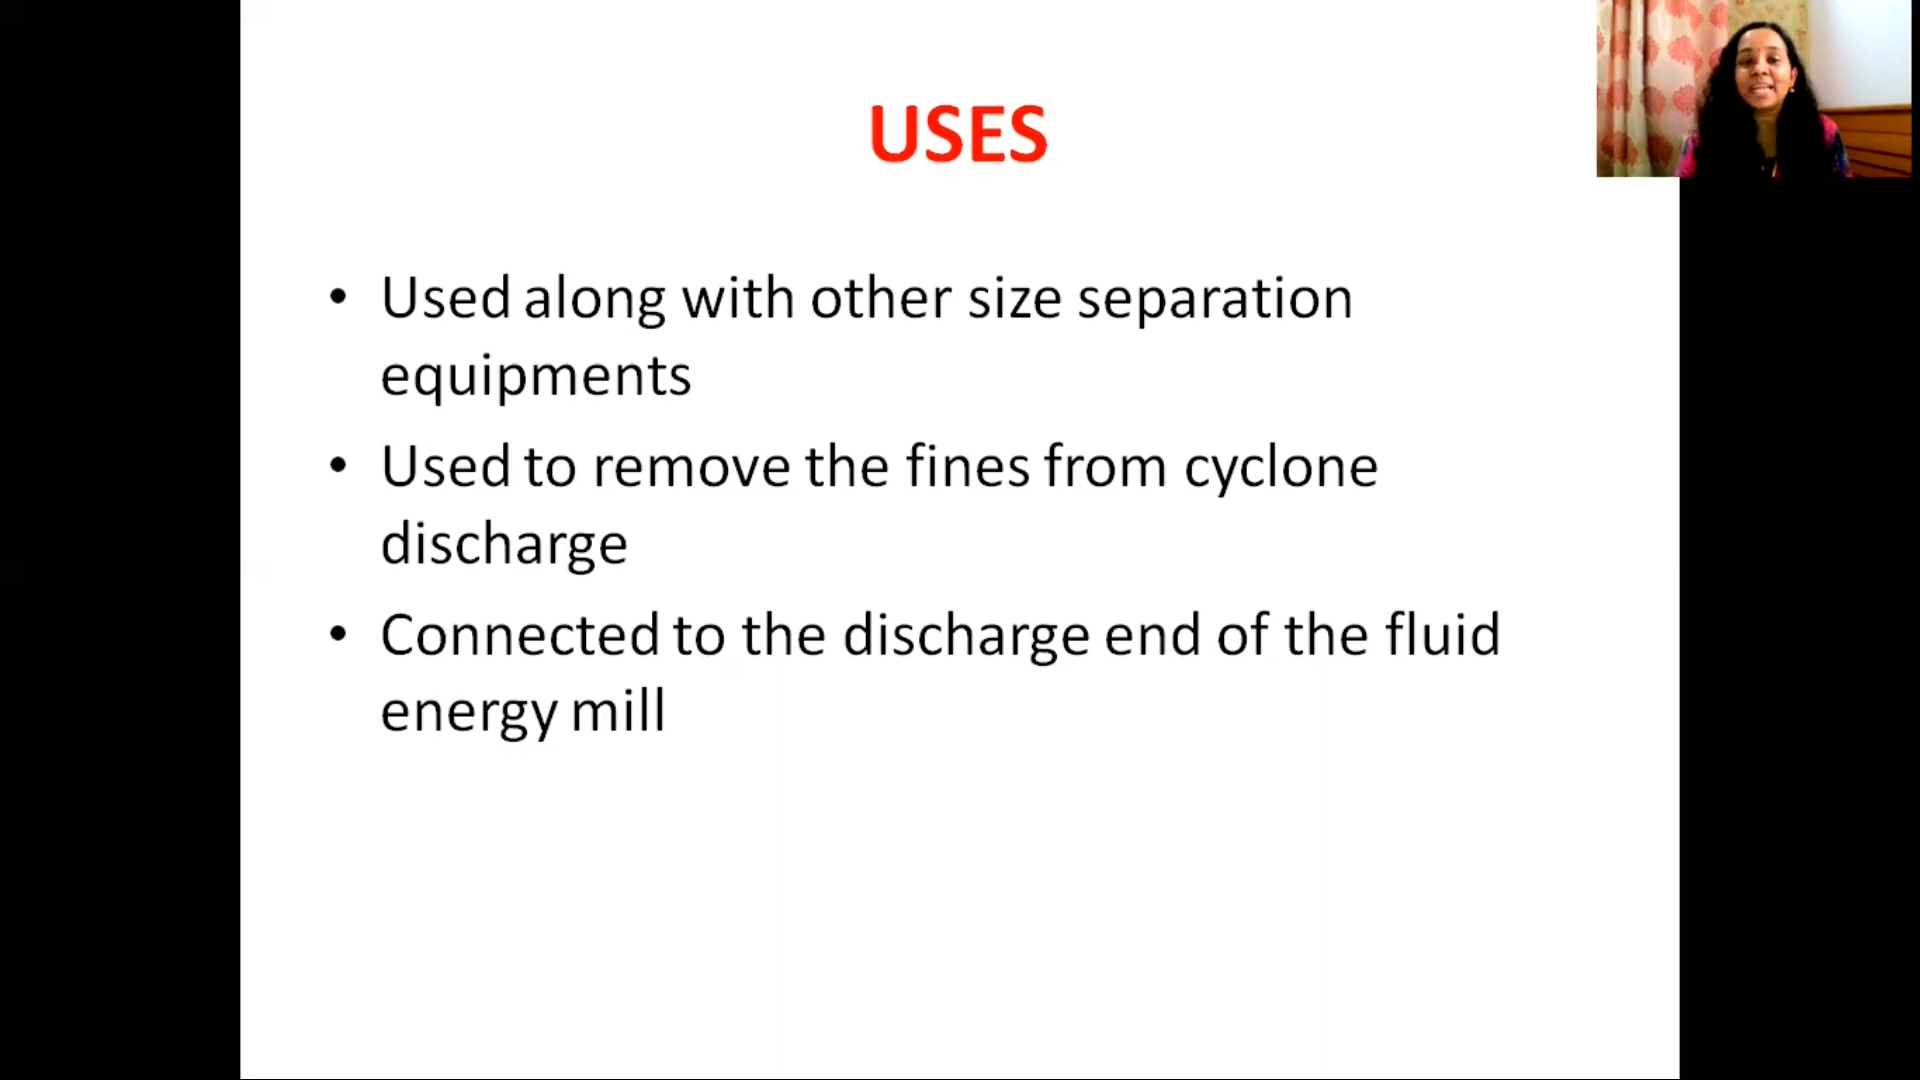 USES
• Used along with other size separation
equipments
• Used to remove the fines from cyclone
discharge
• Connected to the discharge end of the fluid
energy mill